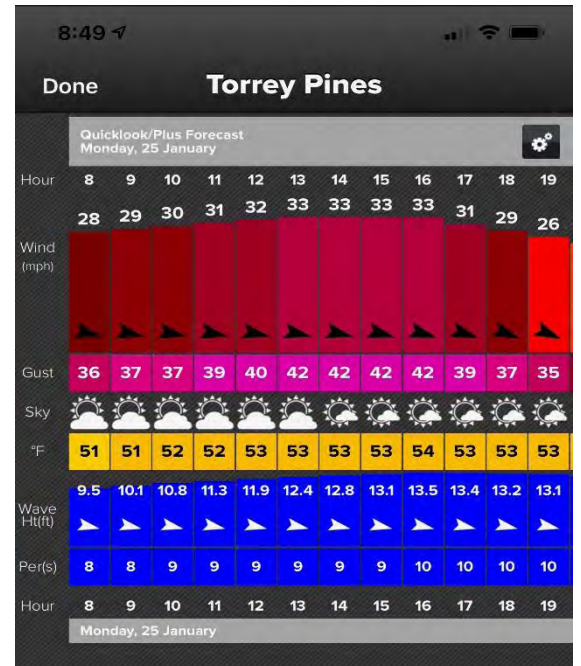 8:49
Done Torrey Pines
Quicklook/Plus Forecast
Monday, 25 January
Hour 8 9 10 11 12 13 14 15 16 17 18 19
28 29 30 31 32 33 33 33 33 31 29 26
Wind
(mph)
Gust 36 37 37 39 40 42 42 42 42 39 37 35
Sky
°F 51 51 52 52 53 53 53 53 54 53 53 53
9.5 10.1 10.8 11.3 11.9 12.4 12.8 13.1 13.5 13.4 13.2 13.1
Wave
Ht(ft)
Per(s) 8 8 9 9 9 9 9 9 10 10 10 10
Hour 8 9 10 11 12 13 14 15 16 17 18 19
Monday, 25 January